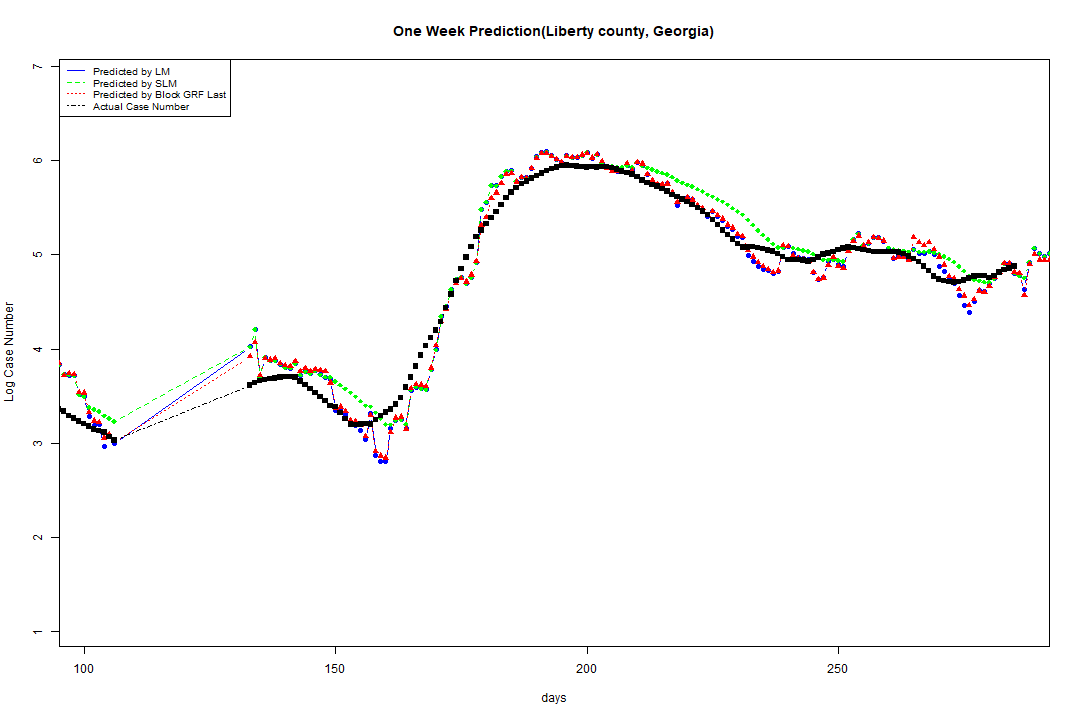 One Week Prediction(Liberty county, Georgia)
7
Predicted by LM
Predicted by SLM
Predicted by Block GRF Last
Actual Case Number
6
5
4
3
2
1
Log Case Number
100 150 200 250
days